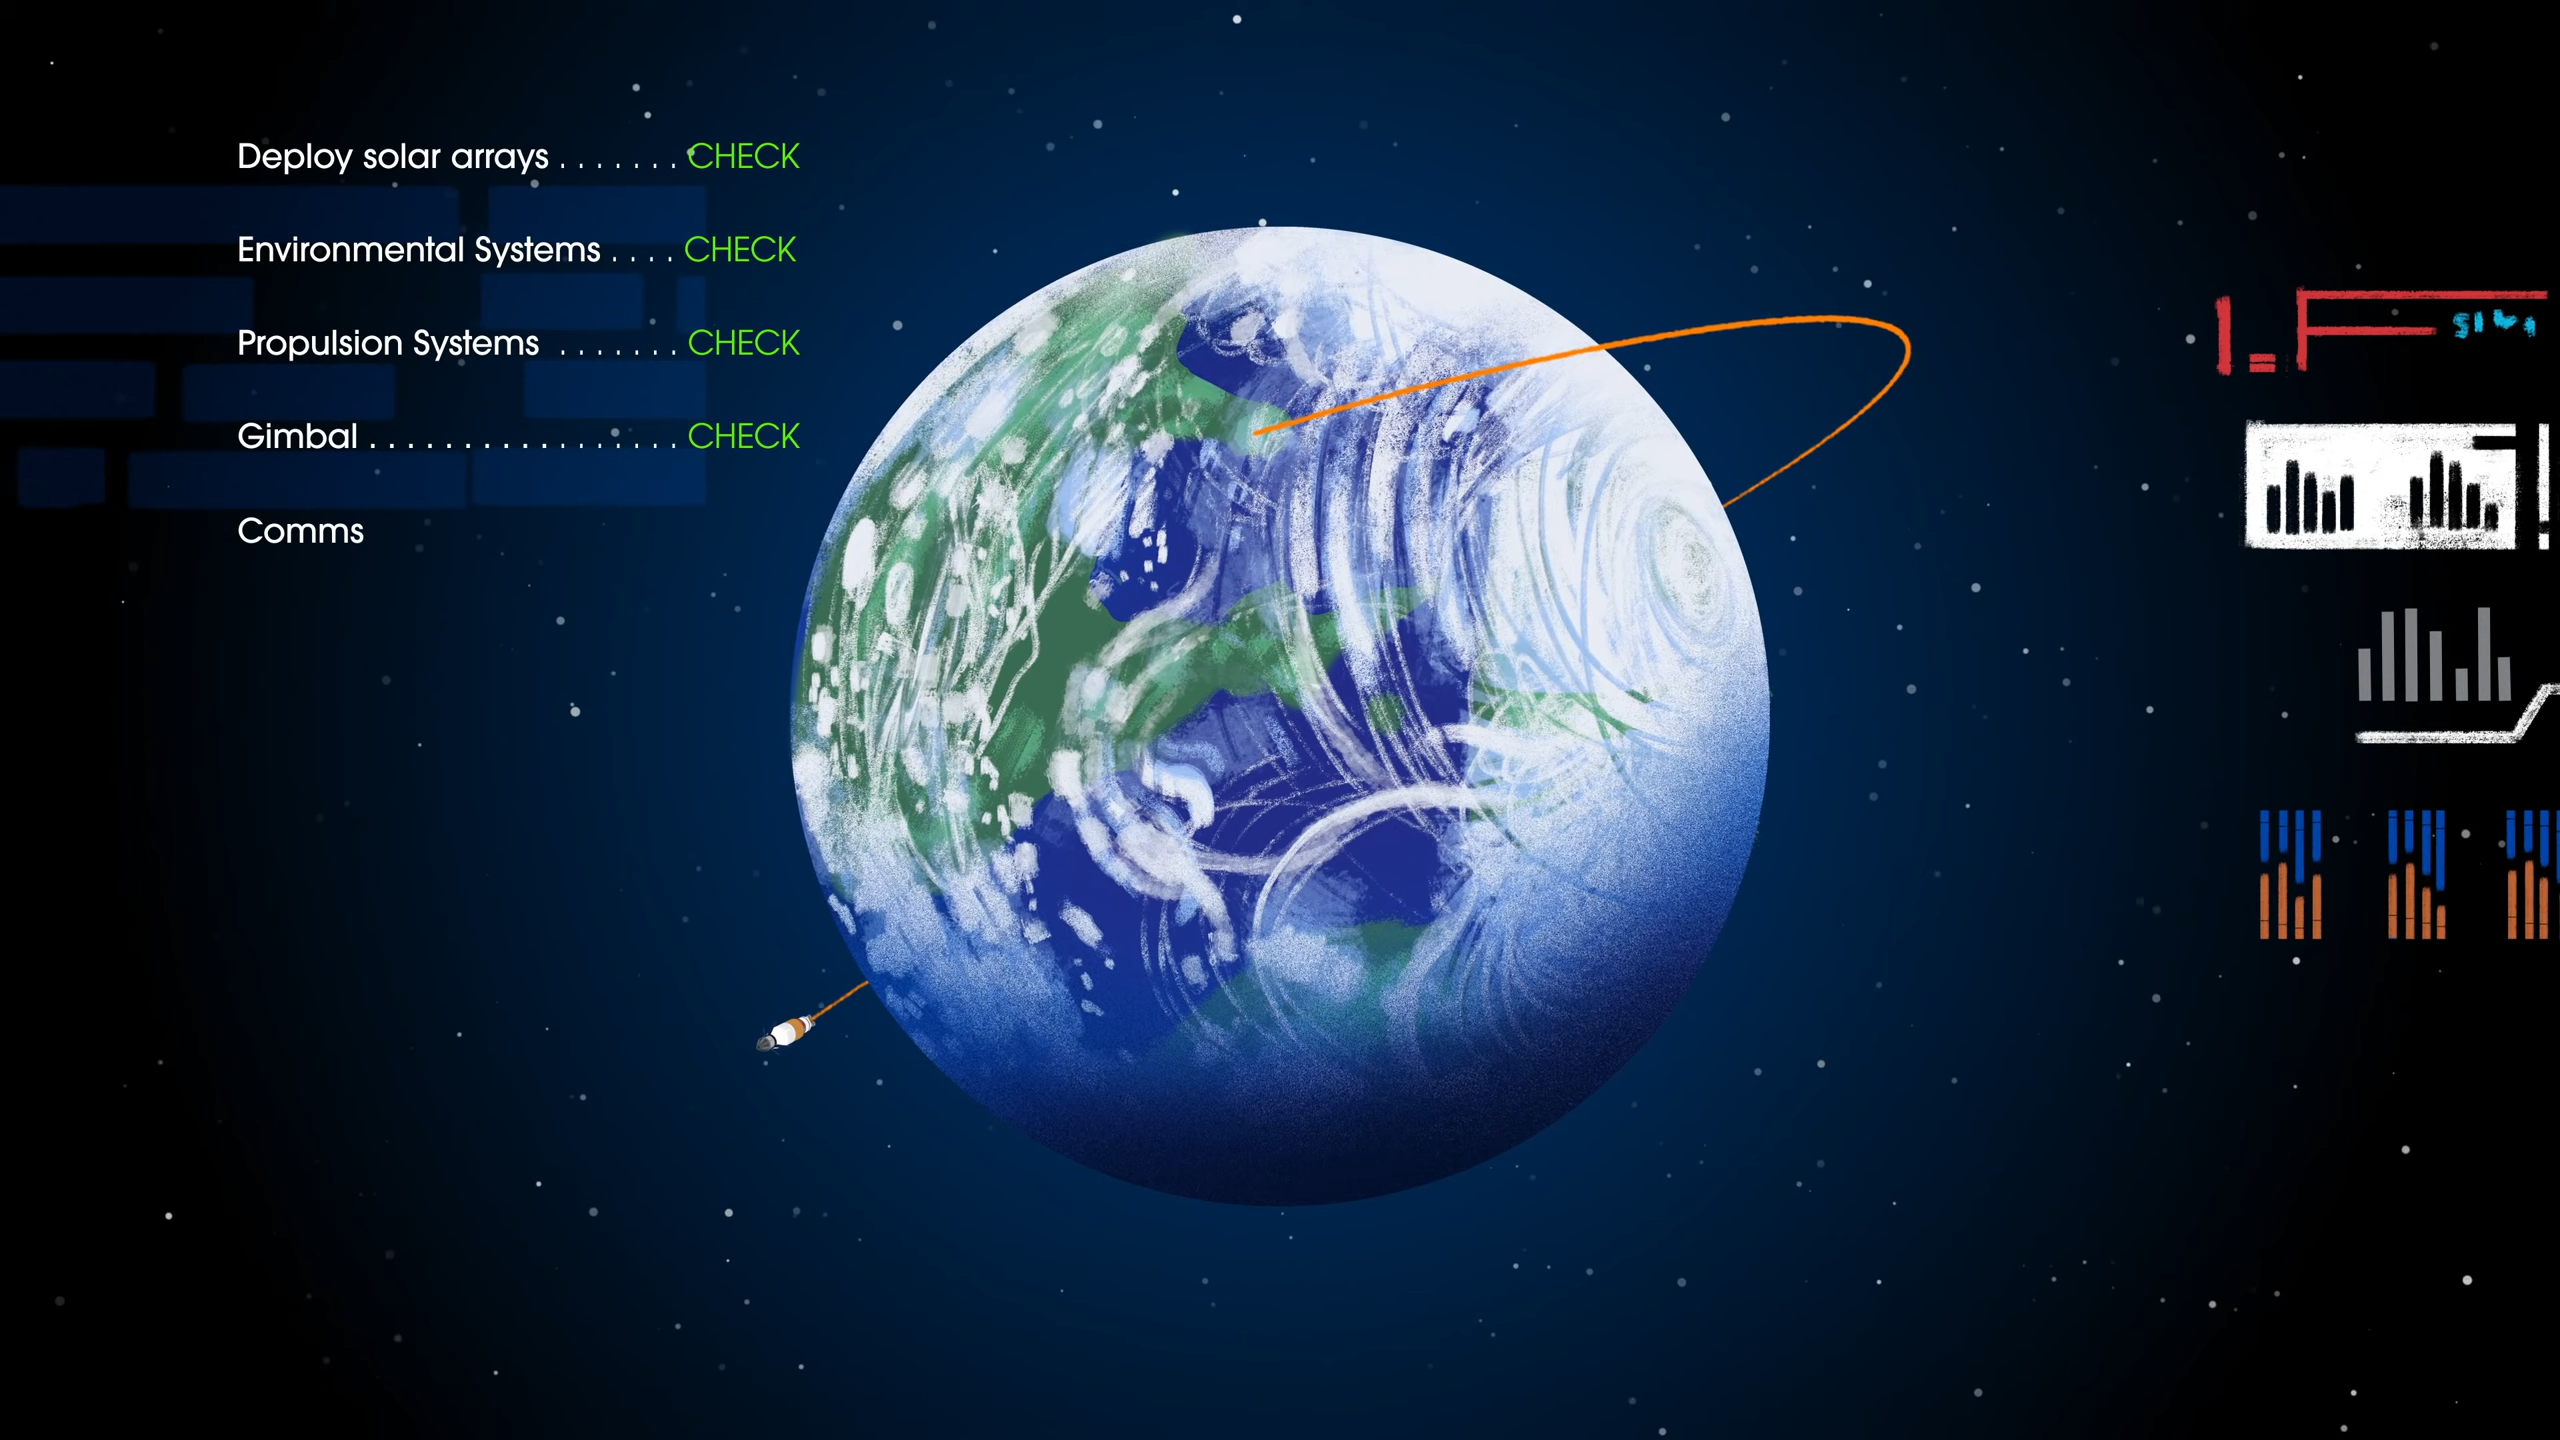 Deploy solar arrays . . . . . . . CHECK
Environmental Systems . . . . CHECK
Propulsion Systems . . . . . . . CHECK
Gimbal . . . . . . . . . . . . . . . . . CHECK
Comms